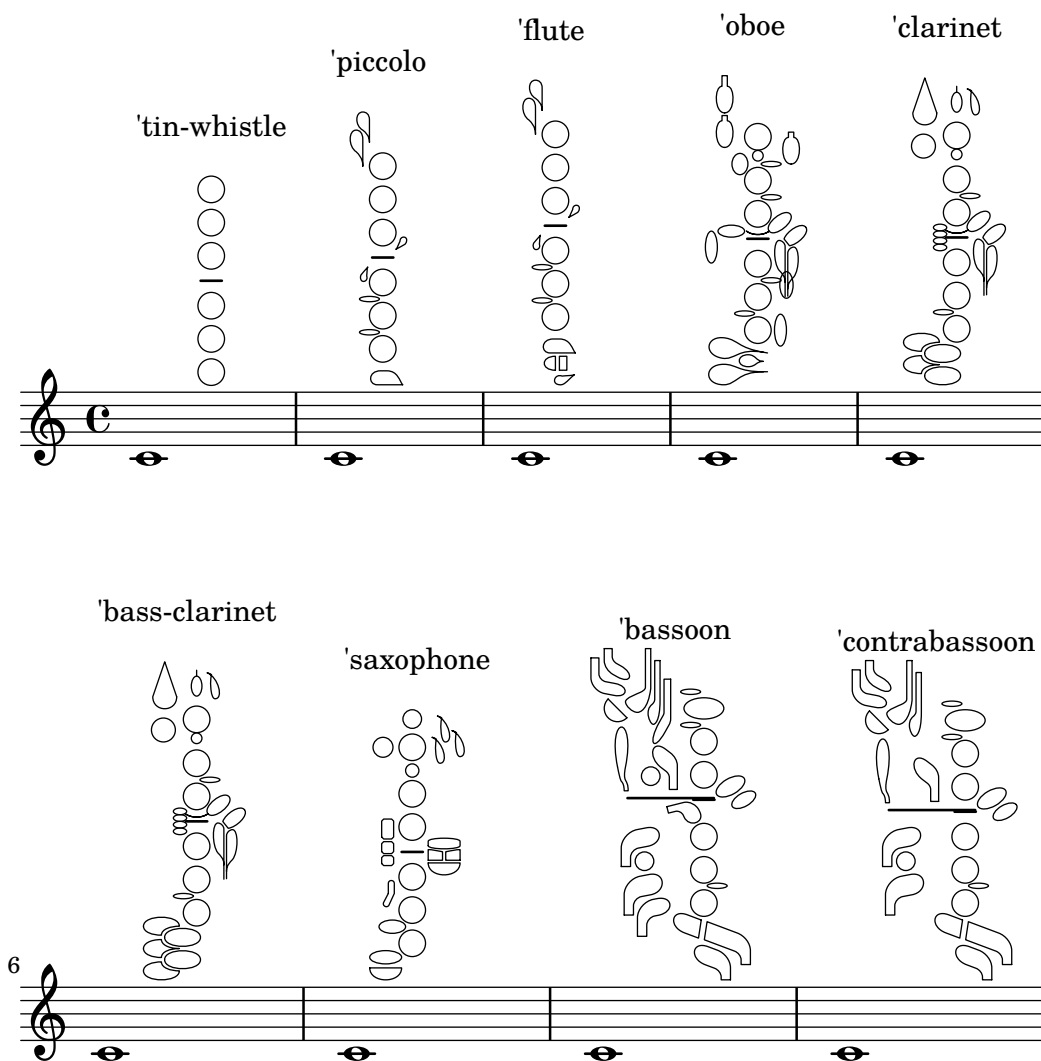 'tin-whistle
'piccolo
'flute
'oboe
'clarinet
6
'bass-clarinet
'saxophone
'bassoon
'contrabassoon